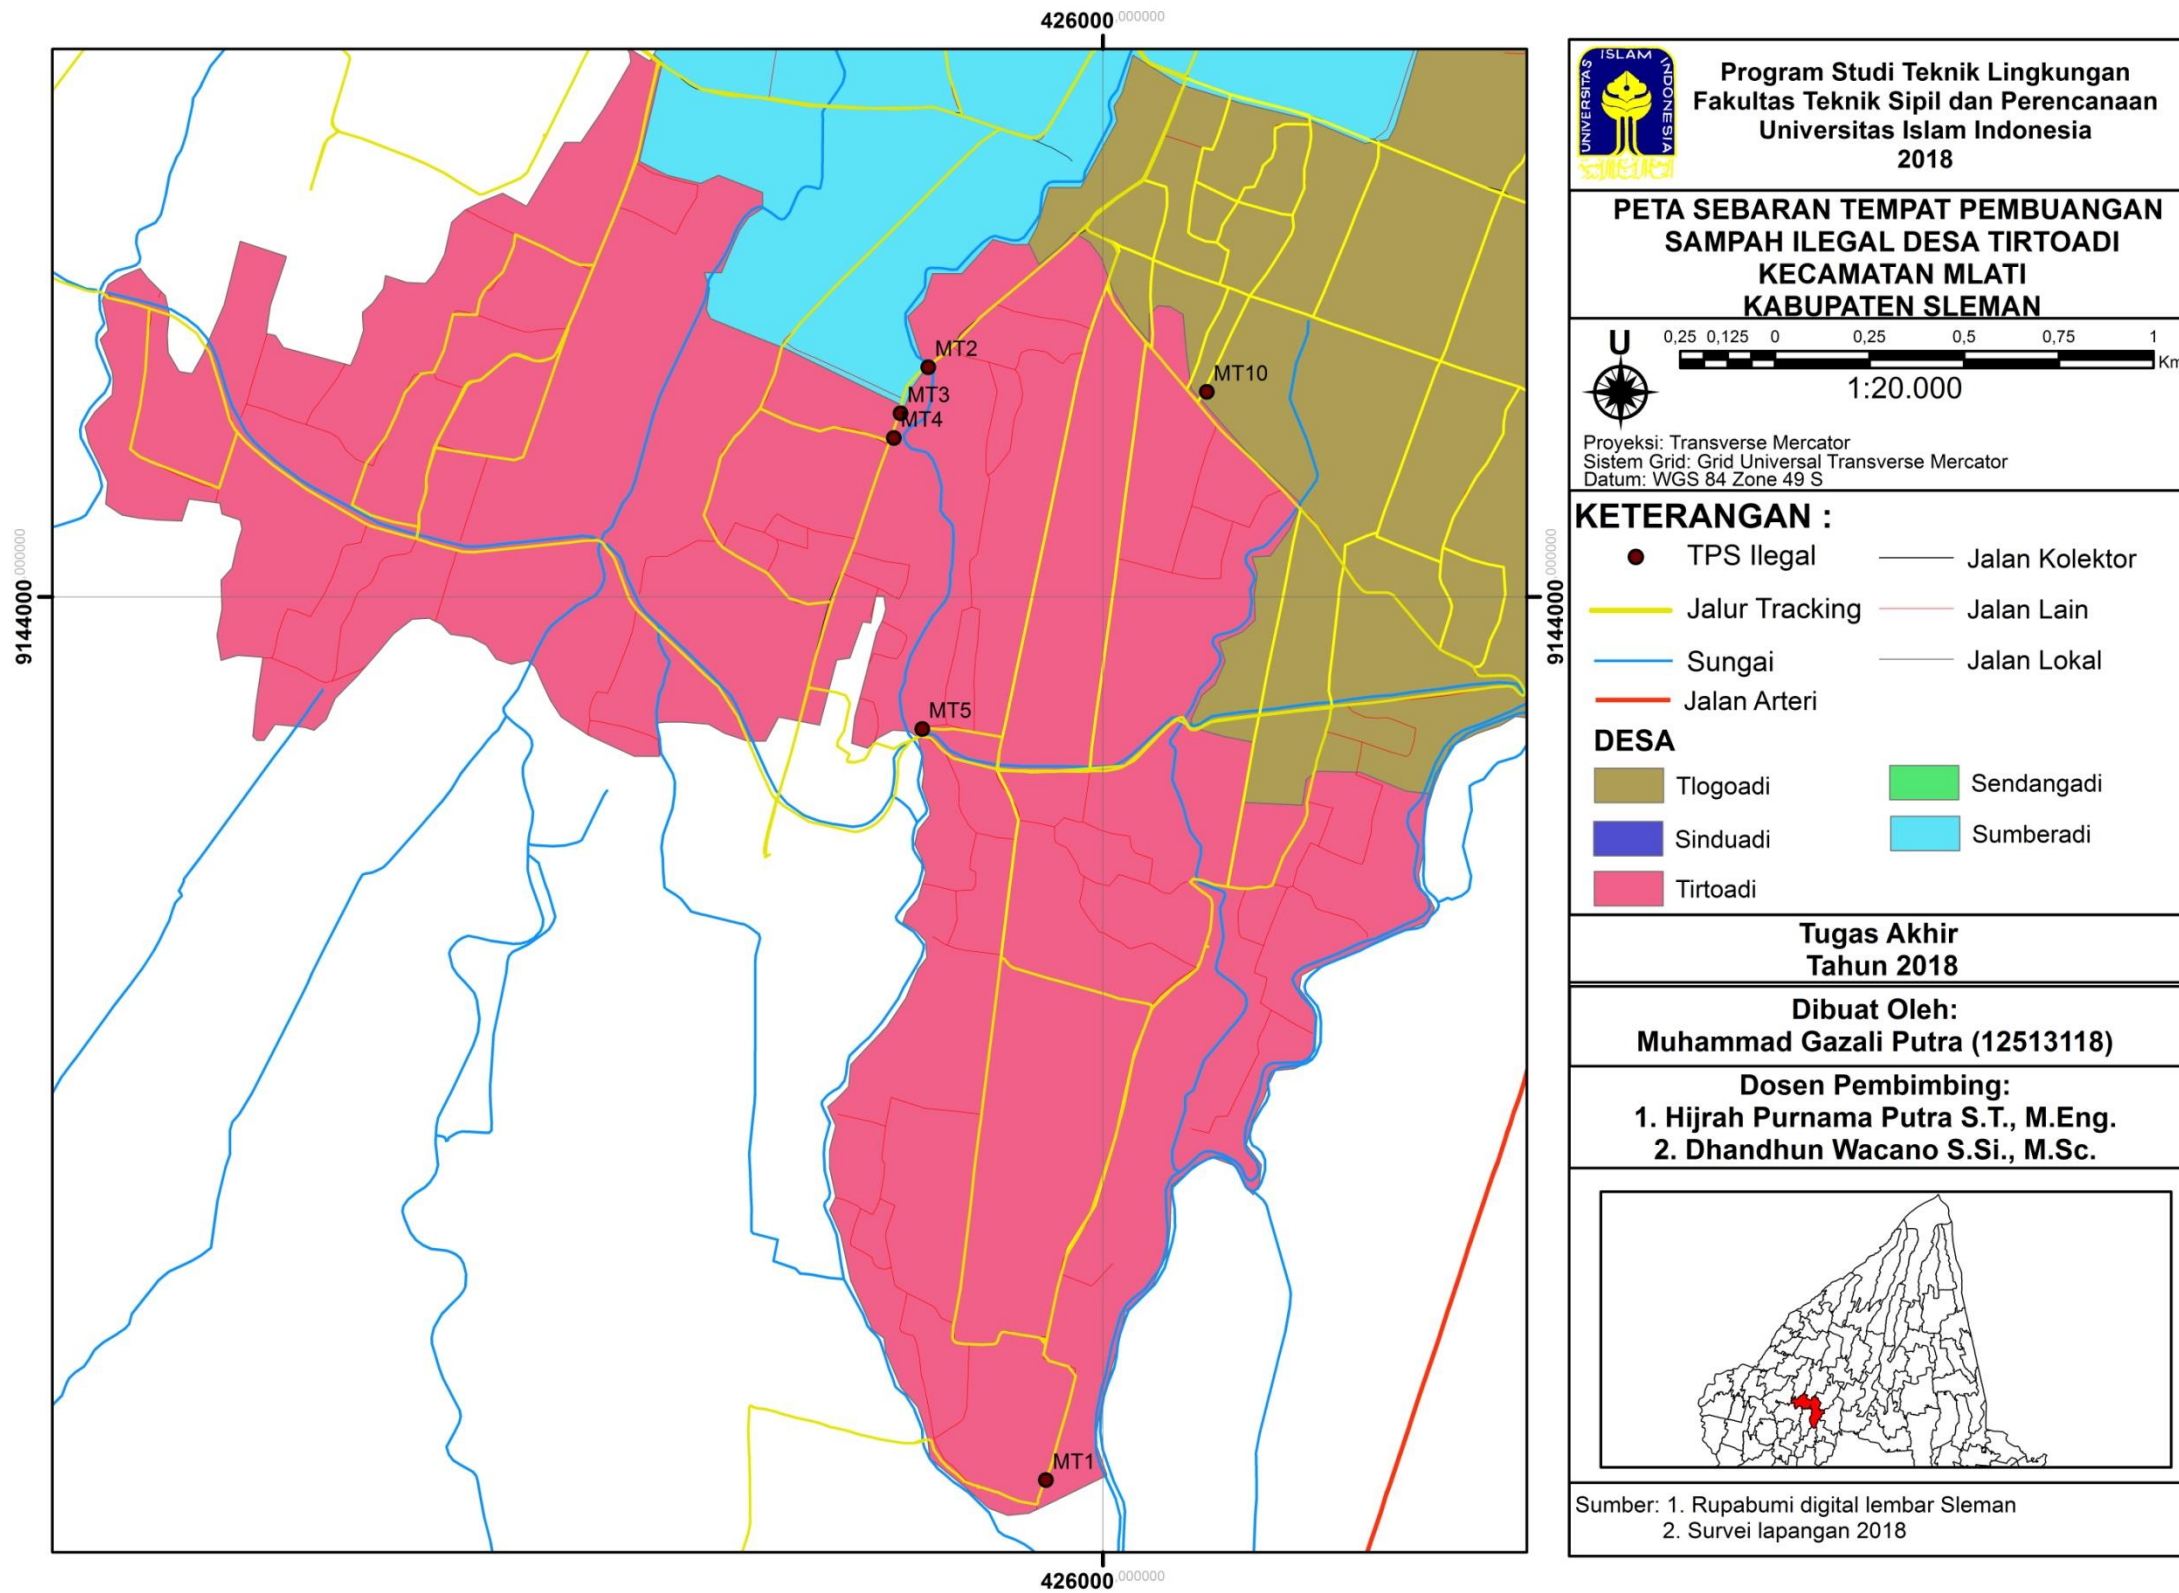 426000.000000
9144000.000000
MT2
MT3
MT4
MT10
MT5
MT1
9144000.000000
426000.000000
UNIVERSITAS
ISLAM
INDONESIA
Program Studi Teknik Lingkungan
Fakultas Teknik Sipil dan Perencanaan
Universitas Islam Indonesia
2018
PETA SEBARAN TEMPAT PEMBUANGAN
SAMPAH ILEGAL DESA TIRTOADI
KECAMATAN MLATI
KABUPATEN SLEMAN
U
0,25 0,125 0 0,25 0,5 0,75 1
Km
1:20.000
Proyeksi: Transverse Mercator
Sistem Grid: Grid Universal Transverse Mercator
Datum: WGS 84 Zone 49 S
KETERANGAN :
TPS Ilegal
Jalan Kolektor
Jalur Tracking
Jalan Lain
Sungai
Jalan Lokal
Jalan Arteri
DESA
Tlogoadi
Sendangadi
Sinduadi
Sumberadi
Tirtoadi
Tugas Akhir
Tahun 2018
Dibuat Oleh:
Muhammad Gazali Putra (12513118)
Dosen Pembimbing:
1. Hijrah Purnama Putra S.T., M.Eng.
2. Dhandhun Wacano S.Si., M.Sc.
Sumber: 1. Rupabumi digital lembar Sleman
2. Survei lapangan 2018